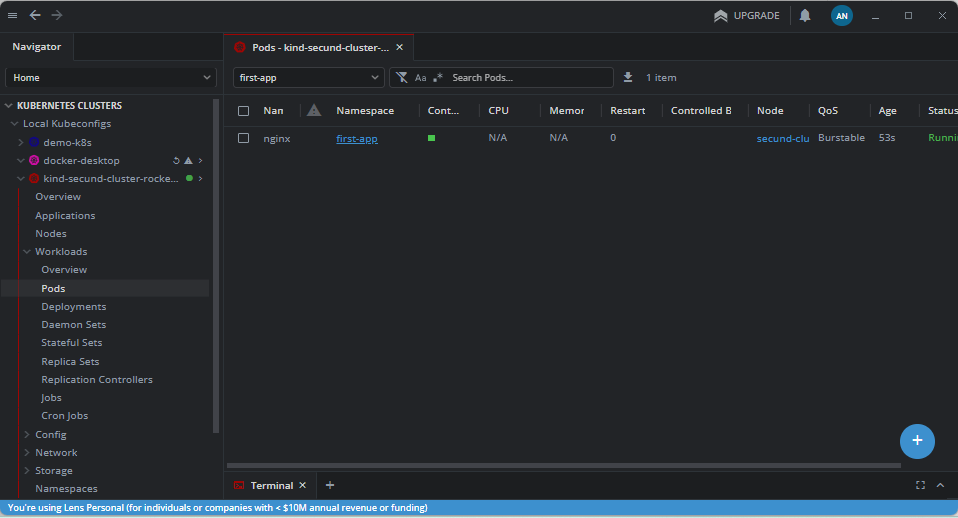 UPGRADE
AN
Navigator
Pods - kind-secund-cluster-...
Home
first-app
Aa
Search Pods...
1 item
KUBERNETES CLUSTERS
Local Kubeconfigs
demo-k8s
docker-desktop
kind-secund-cluster-rocke...
Overview
Applications
Nodes
Workloads
Overview
Pods
Deployments
Daemon Sets
Stateful Sets
Replica Sets
Replication Controllers
Jobs
Cron Jobs
Config
Network
Storage
Namespaces
Nan Namespace Cont... CPU Memor Restart Controlled B Node QoS Age Status
nginx first-app N/A N/A 0 secund-clu Burstable 53s Runni
Terminal
You're using Lens Personal (for individuals or companies with < $10M annual revenue or funding)